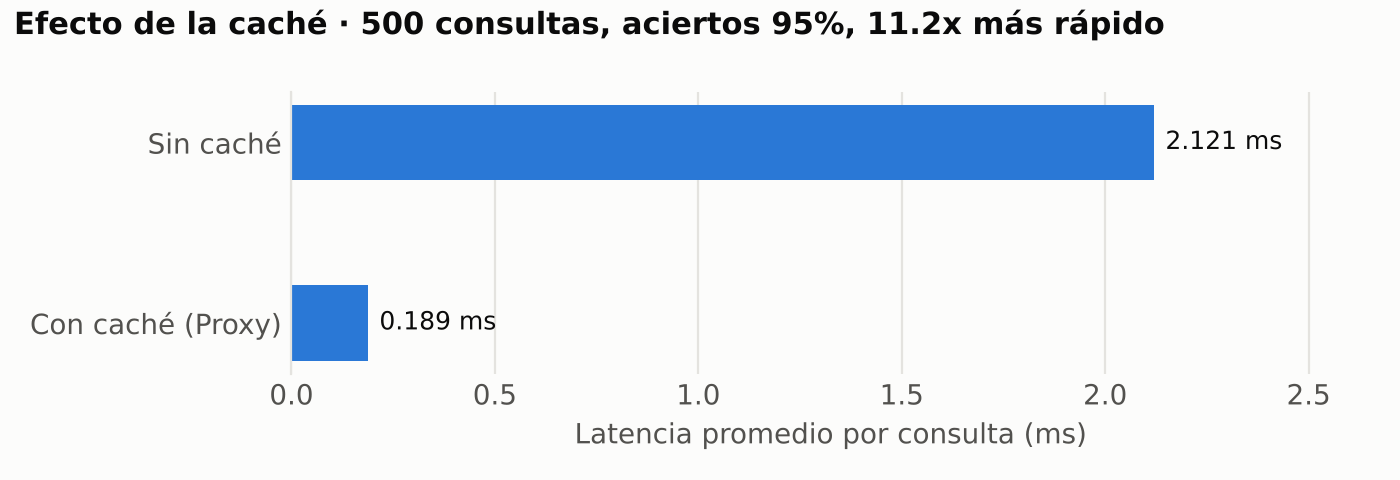 Efecto de la caché · 500 consultas, aciertos 95%, 11.2x más rápido
Sin caché
2.121 ms
Con caché (Proxy)
0.189 ms
0.0 0.5 1.0 1.5 2.0 2.5
Latencia promedio por consulta (ms)